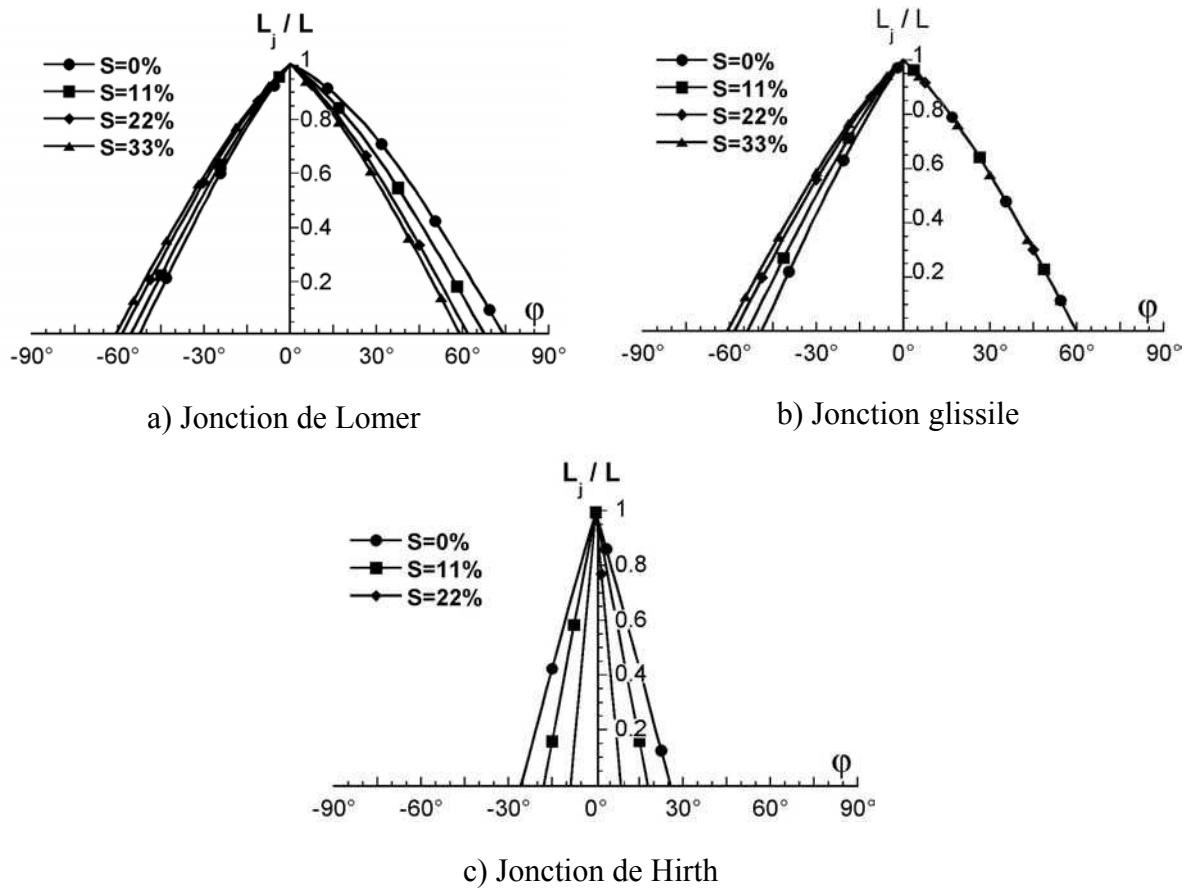 L_j / L
S=0%
S=11%
S=22%
S=33%
1
0.8
0.6
0.4
0.2
φ
-90° -60° -30° 0° 30° 60° 90°
a) Jonction de Lomer
L_j / L
S=0%
S=11%
S=22%
S=33%
1
0.8
0.6
0.4
0.2
φ
-90° -60° -30° 0° 30° 60° 90°
b) Jonction glissile
L_j / L
S=0%
S=11%
S=22%
1
0.8
0.6
0.4
0.2
φ
-90° -60° -30° 0° 30° 60° 90°
c) Jonction de Hirth